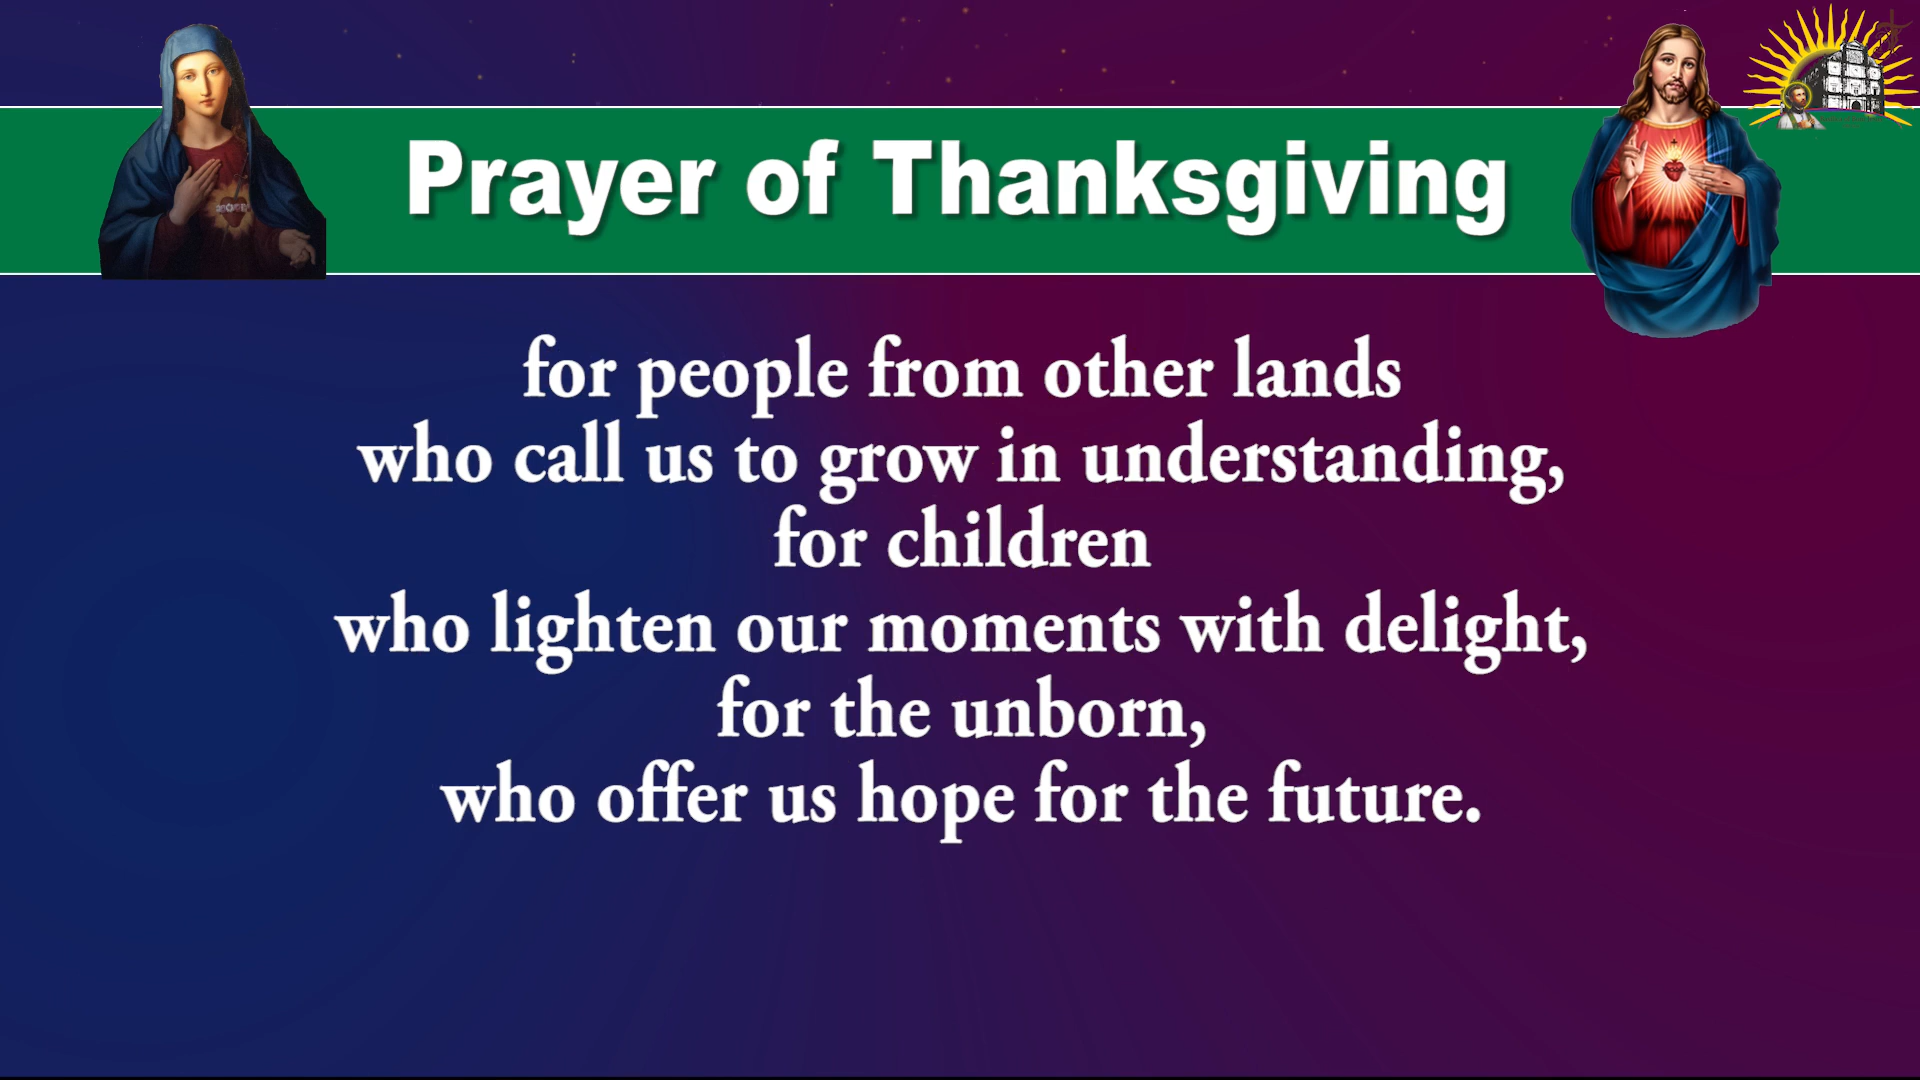 Prayer of Thanksgiving
for people from other lands
who call us to grow in understanding,
for children
who lighten our moments with delight,
for the unborn,
who offer us hope for the future.